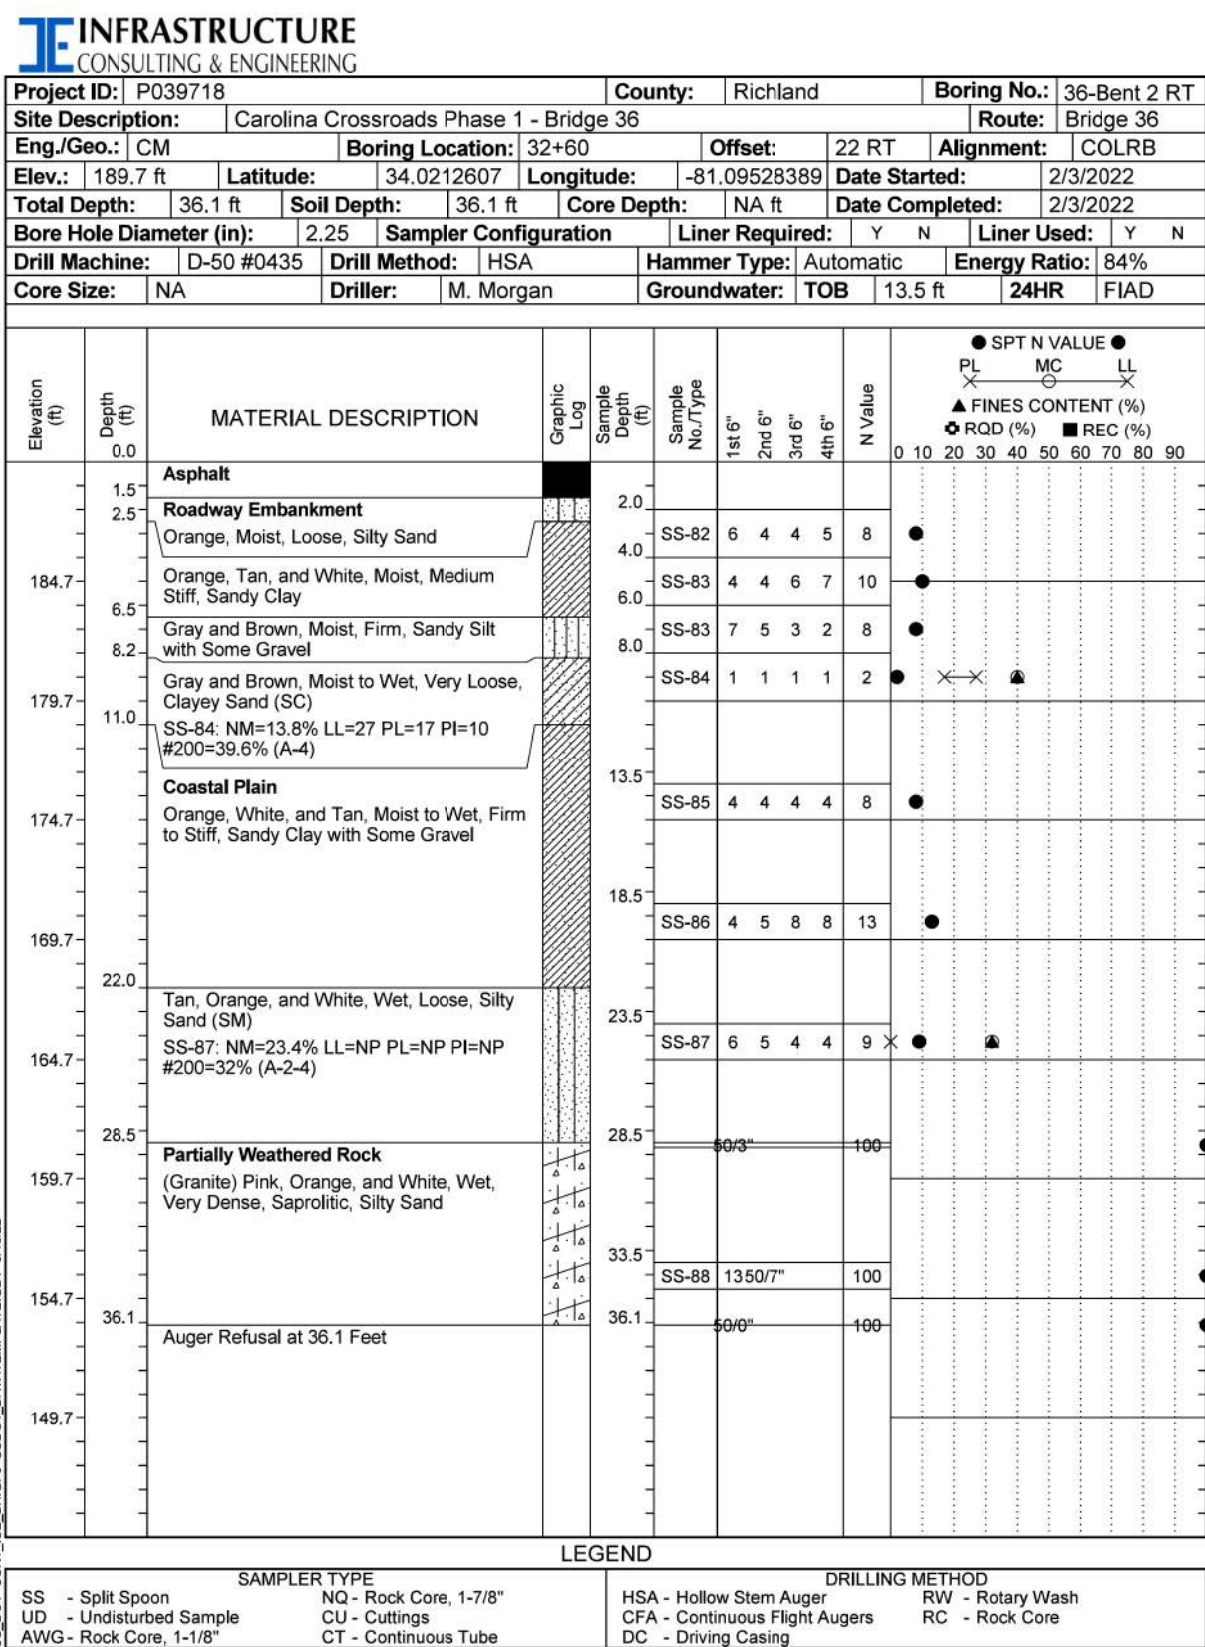 INFRASTRUCTURE
CONSULTING & ENGINEERING
Project ID: P039718 County: Richland Boring No.: 36-Bent 2 RT
Site Description: Carolina Crossroads Phase 1 - Bridge 36 Route: Bridge 36
Eng./Geo.: CM Boring Location: 32+60 Offset: 22 RT Alignment: COLRB
Elev.: 189.7 ft Latitude: 34.0212607 Longitude: -81.09528389 Date Started: 2/3/2022
Total Depth: 36.1 ft Soil Depth: 36.1 ft Core Depth: NA ft Date Completed: 2/3/2022
Bore Hole Diameter (in): 2.25 Sampler Configuration Liner Required: Y N Liner Used: Y N
Drill Machine: D-50 #0435 Drill Method: HSA Hammer Type: Automatic Energy Ratio: 84%
Core Size: NA Driller: M. Morgan Groundwater: TOB 13.5 ft 24HR FIAD
Elevation (ft)
Depth (ft)
0.0
MATERIAL DESCRIPTION
Graphic Log
Sample Depth (ft)
Sample No./Type
1st 6"
2nd 6"
3rd 6"
4th 6"
N Value
● SPT N VALUE ●
PL MC LL
▲ FINES CONTENT (%)
RQD (%) ■ REC (%)
0 10 20 30 40 50 60 70 80 90
Asphalt
1.5
2.0
2.5 Roadway Embankment
Orange, Moist, Loose, Silty Sand
SS-82 6 4 4 5 8
4.0
184.7
Orange, Tan, and White, Moist, Medium
Stiff, Sandy Clay
SS-83 4 4 6 7 10
6.0
6.5
Gray and Brown, Moist, Firm, Sandy Silt
with Some Gravel
SS-83 7 5 3 2 8
8.0
8.2
Gray and Brown, Moist to Wet, Very Loose,
Clayey Sand (SC)
SS-84 1 1 1 1 2
179.7
11.0
SS-84: NM=13.8% LL=27 PL=17 PI=10
#200=39.6% (A-4)
13.5
Coastal Plain
Orange, White, and Tan, Moist to Wet, Firm
to Stiff, Sandy Clay with Some Gravel
SS-85 4 4 4 4 8
174.7
18.5
SS-86 4 5 8 8 13
169.7
22.0
Tan, Orange, and White, Wet, Loose, Silty
Sand (SM)
23.5
SS-87: NM=23.4% LL=NP PL=NP PI=NP
#200=32% (A-2-4)
SS-87 6 5 4 4 9
164.7
28.5 28.5
50/3" 100
Partially Weathered Rock
(Granite) Pink, Orange, and White, Wet,
Very Dense, Saprolitic, Silty Sand
159.7
33.5
SS-88 13 50/7" 100
154.7
36.1 36.1
50/0" 100
Auger Refusal at 36.1 Feet
149.7
LEGEND
SAMPLER TYPE
SS - Split Spoon NQ - Rock Core, 1-7/8"
UD - Undisturbed Sample CU - Cuttings
AWG - Rock Core, 1-1/8" CT - Continuous Tube
DRILLING METHOD
HSA - Hollow Stem Auger RW - Rotary Wash
CFA - Continuous Flight Augers RC - Rock Core
DC - Driving Casing